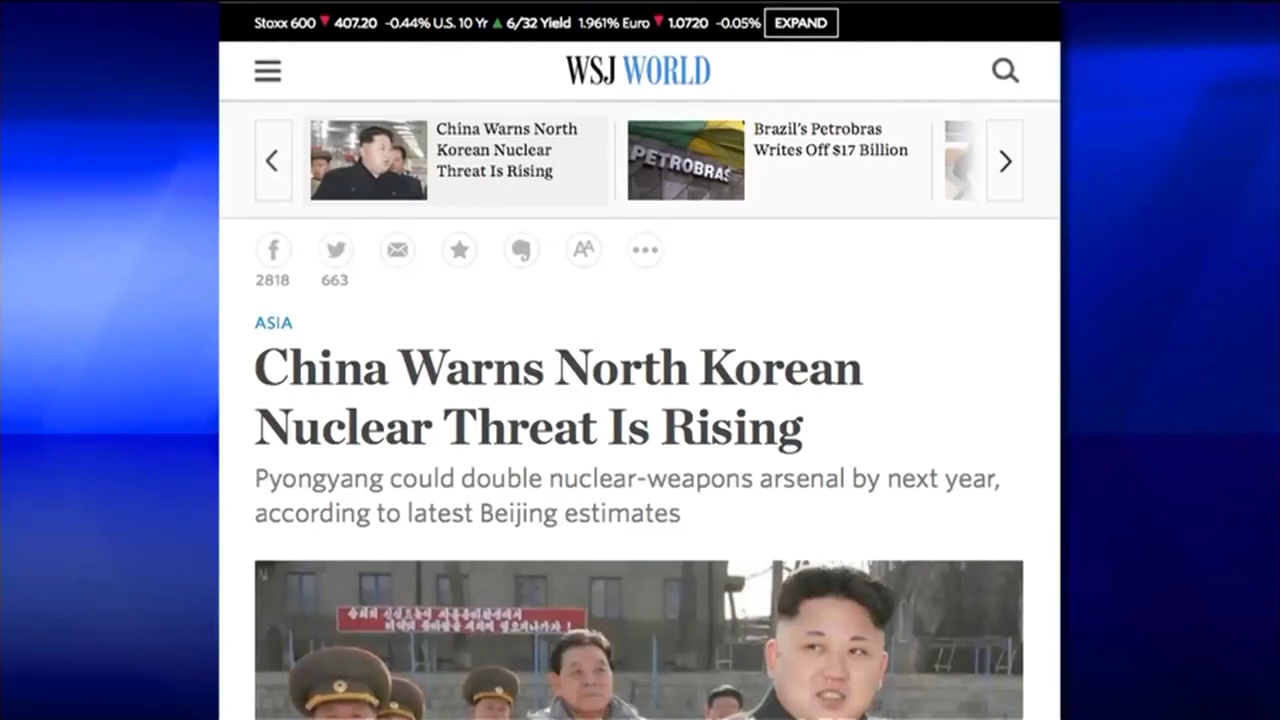 Stoxx 600 ▼ 407.20 -0.44% U.S. 10 Yr ▲ 6/32 Yield 1.961% Euro ▼ 1.0720 -0.05% EXPAND
WSJ WORLD
China Warns North
Korean Nuclear
Threat Is Rising
PETROBRAS
Brazil's Petrobras
Writes Off $17 Billion
2818
663
AA
ASIA
China Warns North Korean
Nuclear Threat Is Rising
Pyongyang could double nuclear-weapons arsenal by next year,
according to latest Beijing estimates